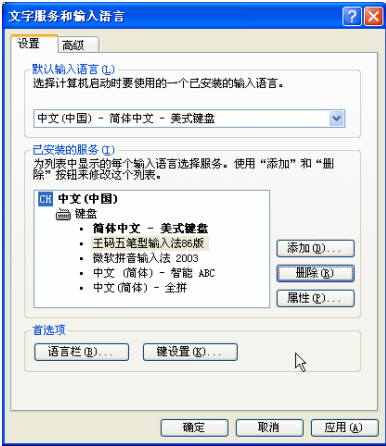 文字服务和输入语言
设置 高级
默认输入语言(L)
选择计算机启动时要使用的一个已安装的输入语言。
中文(中国) - 简体中文 - 美式键盘
已安装的服务(I)
为列表中显示的每个输入语言选择服务。使用“添加”和“删
除”按钮来修改这个列表。
CH 中文(中国)
键盘
简体中文 - 美式键盘
王码五笔型输入法86版
微软拼音输入法 2003
中文 (简体) - 智能 ABC
中文(简体) - 全拼
添加(D)...
删除(R)
属性(P)...
首选项
语言栏(B)... 键设置(K)...
确定 取消 应用(A)